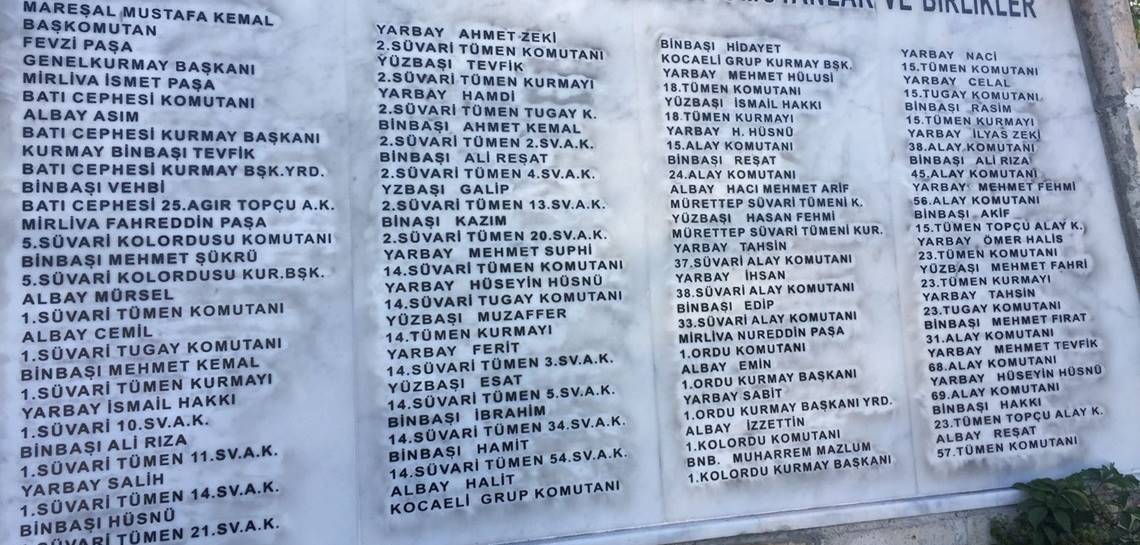 VE BİRLİKLER
MAREŞAL MUSTAFA KEMAL
BAŞKOMUTAN
FEVZİ PAŞA
GENELKURMAY BAŞKANI
MİRLİVA İSMET PAŞA
BATI CEPHESİ KOMUTANI
ALBAY ASIM
BATI CEPHESİ KURMAY BAŞKANI
KURMAY BİNBAŞI TEVFİK
BATI CEPHESİ KURMAY BŞK.YRD.
BİNBAŞI VEHBİ
BATI CEPHESİ 25.AGIR TOPÇU A.K.
MİRLİVA FAHREDDİN PAŞA
5.SÜVARİ KOLORDUSU KOMUTANI
BİNBAŞI MEHMET ŞÜKRÜ
5.SÜVARİ KOLORDUSU KUR.BŞK.
ALBAY MÜRSEL
1.SÜVARİ TÜMEN KOMUTANI
ALBAY CEMİL
1.SÜVARİ TUGAY KOMUTANI
BİNBAŞI MEHMET KEMAL
1.SÜVARİ TÜMEN KURMAYI
YARBAY İSMAİL HAKKI
1.SÜVARİ 10.SV.A.K.
BİNBAŞI ALİ RIZA
1.SÜVARİ TÜMEN 11.SV.A.K.
YARBAY SALİH
1.SÜVARİ TÜMEN 14.SV.A.K.
BİNBAŞI HÜSNÜ
SÜVARİ TÜMEN 21.SV.A.K.
YARBAY AHMET ZEKİ
2.SÜVARİ TÜMEN KOMUTANI
YÜZBAŞI TEVFİK
2.SÜVARİ TÜMEN KURMAYI
YARBAY HAMDİ
2.SÜVARİ TÜMEN TUGAY K.
BİNBAŞI AHMET KEMAL
2.SÜVARİ TÜMEN 2.SV.A.K.
BİNBAŞI ALİ REŞAT
2.SÜVARİ TÜMEN 4.SV.A.K.
YZBAŞI GALİP
2.SÜVARİ TÜMEN 13.SV.A.K.
BİNAŞI KAZIM
2.SÜVARİ TÜMEN 20.SV.A.K.
YARBAY MEHMET SUPHİ
14.SÜVARİ TÜMEN KOMUTANI
YARBAY HÜSEYİN HÜSNÜ
14.SÜVARİ TUGAY KOMUTANI
YÜZBAŞI MUZAFFER
14.TÜMEN KURMAYI
YARBAY FERİT
14.SÜVARİ TÜMEN 3.SV.A.K.
YÜZBAŞI ESAT
14.SÜVARİ TÜMEN 5.SV.A.K.
BİNBAŞI İBRAHİM
14.SÜVARİ TÜMEN 34.SV.A.K.
BİNBAŞI HAMİT
14.SÜVARİ TÜMEN 54.SV.A.K.
ALBAY HALİT
KOCAELİ GRUP KOMUTANI
BİNBAŞI HİDAYET
KOCAELİ GRUP KURMAY BŞK.
YARBAY MEHMET HÜLUSİ
18.TÜMEN KOMUTANI
YÜZBAŞI İSMAİL HAKKI
18.TÜMEN KURMAYI
YARBAY H. HÜSNÜ
15.ALAY KOMUTANI
BİNBAŞI REŞAT
24.ALAY KOMUTANI
ALBAY HACI MEHMET ARİF
MÜRETTEP SÜVARİ TÜMENİ K.
YÜZBAŞI HASAN FEHMİ
MÜRETTEP SÜVARİ TÜMENİ KUR.
YARBAY TAHSİN
37.SÜVARİ ALAY KOMUTANI
YARBAY İHSAN
38.SÜVARİ ALAY KOMUTANI
BİNBAŞI EDİP
33.SÜVARİ ALAY KOMUTANI
MİRLİVA NUREDDİN PAŞA
1.ORDU KOMUTANI
ALBAY EMİN
1.ORDU KURMAY BAŞKANI
YARBAY SABİT
1.ORDU KURMAY BAŞKANI YRD.
ALBAY İZZETTİN
1.KOLORDU KOMUTANI
BNB. MUHARREM MAZLUM
1.KOLORDU KURMAY BAŞKANI
YARBAY NACİ
15.TÜMEN KOMUTANI
YARBAY CELAL
15.TUGAY KOMUTANI
BİNBAŞI RASİM
15.TÜMEN KURMAYI
YARBAY İLYAS ZEKİ
38.ALAY KOMUTANI
BİNBAŞI ALİ RIZA
45.ALAY KOMUTANI
YARBAY MEHMET FEHMİ
56.ALAY KOMUTANI
BİNBAŞI AKİF
15.TÜMEN TOPÇU ALAY K.
YARBAY ÖMER HALİS
23.TÜMEN KOMUTANI
YÜZBAŞI MEHMET FAHRİ
23.TÜMEN KURMAYI
YARBAY TAHSİN
23.TUGAY KOMUTANI
BİNBAŞI MEHMET FIRAT
31.ALAY KOMUTANI
YARBAY MEHMET TEVFİK
68.ALAY KOMUTANI
YARBAY HÜSEYİN HÜSNÜ
69.ALAY KOMUTANI
BİNBAŞI HAKKI
23.TÜMEN TOPÇU ALAY K.
ALBAY REŞAT
57.TÜMEN KOMUTANI